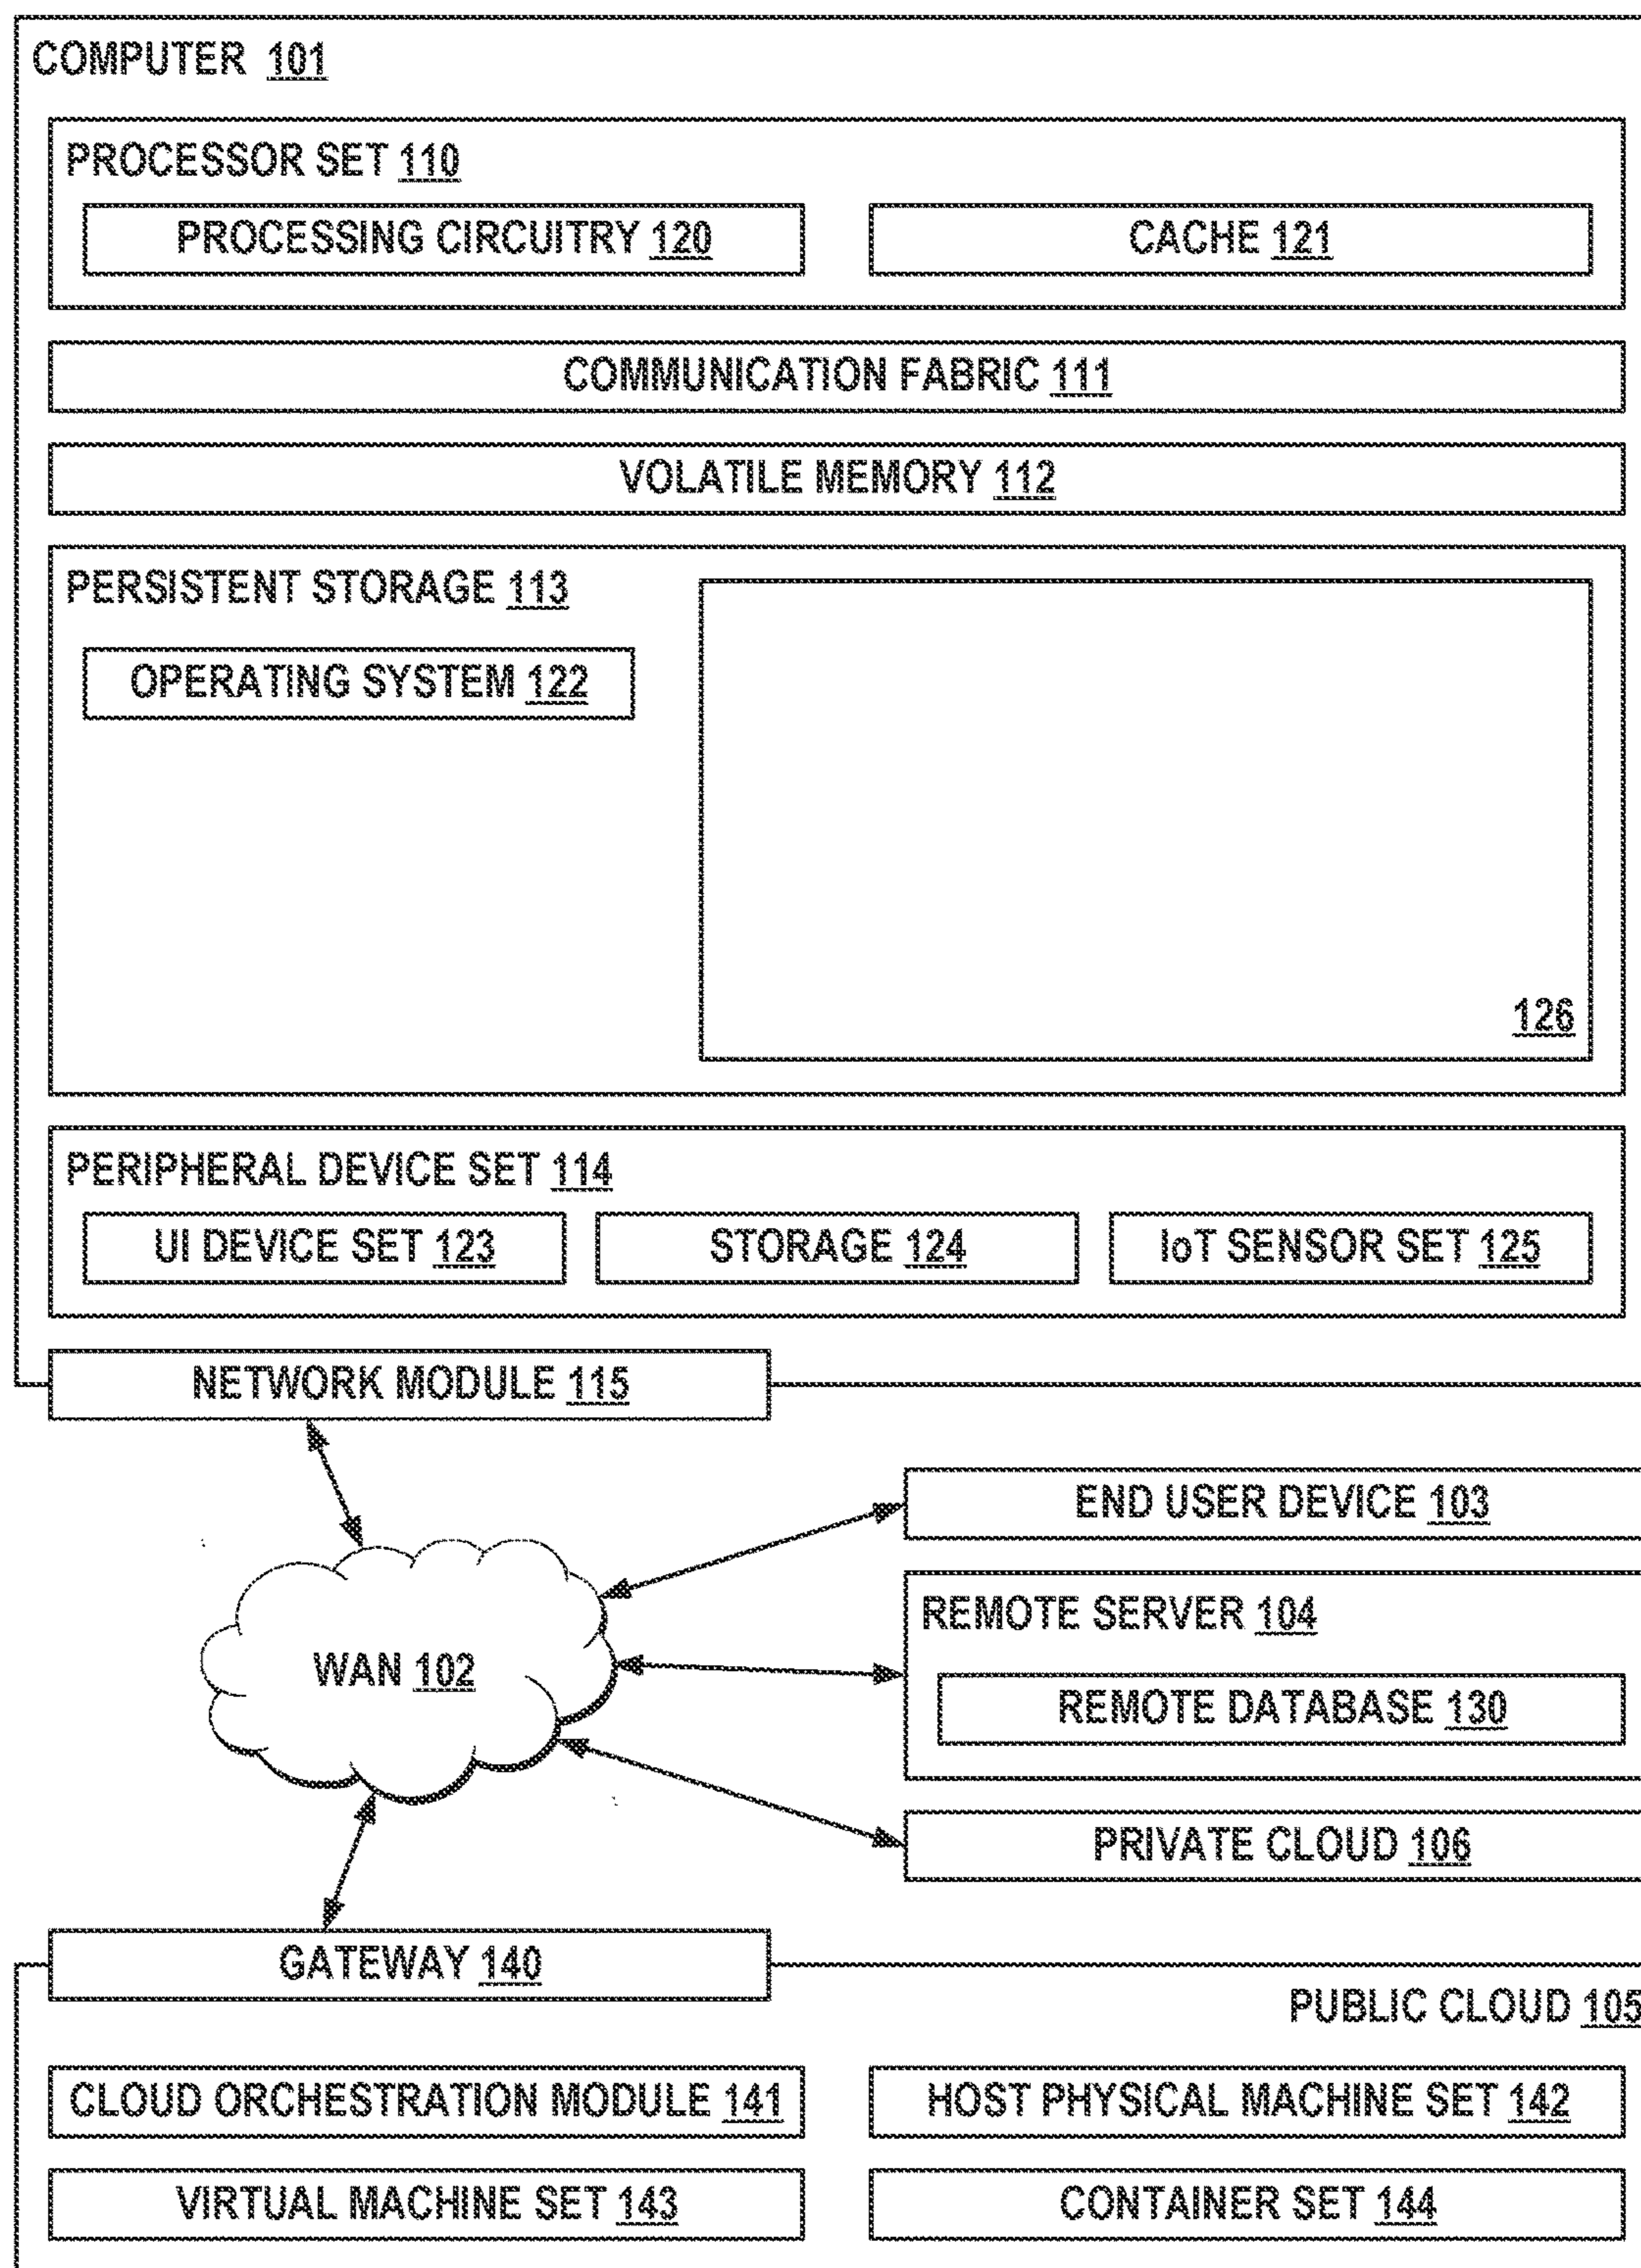 COMPUTER 101
PROCESSOR SET 110
PROCESSING CIRCUITRY 120
CACHE 121
COMMUNICATION FABRIC 111
VOLATILE MEMORY 112
PERSISTENT STORAGE 113
OPERATING SYSTEM 122
126
PERIPHERAL DEVICE SET 114
UI DEVICE SET 123
STORAGE 124
IoT SENSOR SET 125
NETWORK MODULE 115
END USER DEVICE 103
REMOTE SERVER 104
WAN 102
REMOTE DATABASE 130
PRIVATE CLOUD 106
GATEWAY 140
PUBLIC CLOUD 105
CLOUD ORCHESTRATION MODULE 141
HOST PHYSICAL MACHINE SET 142
VIRTUAL MACHINE SET 143
CONTAINER SET 144